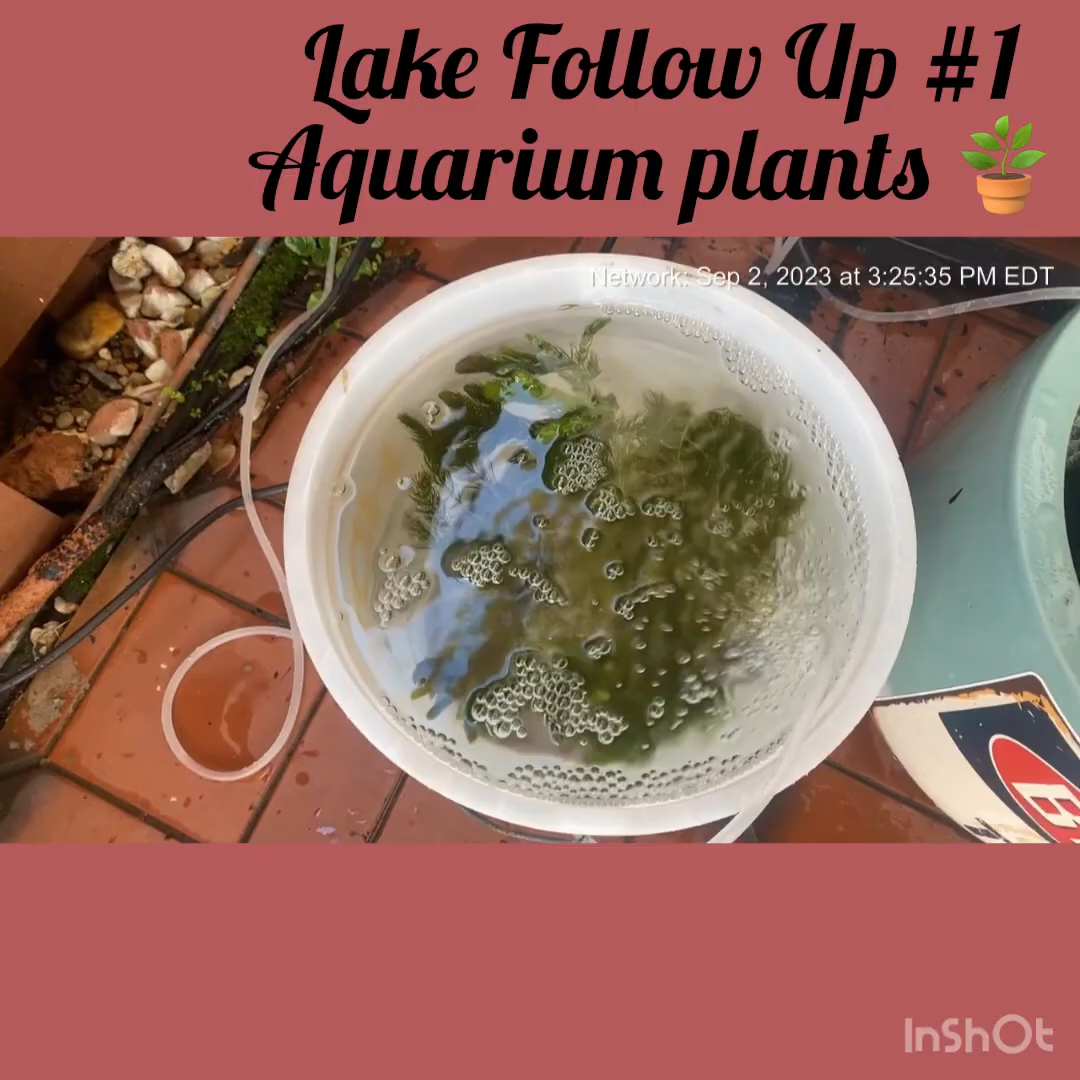 Lake Follow Up #1
Aquarium plants 🪴
Network: Sep 2, 2023 at 3:25:35 PM EDT
B
InShOt